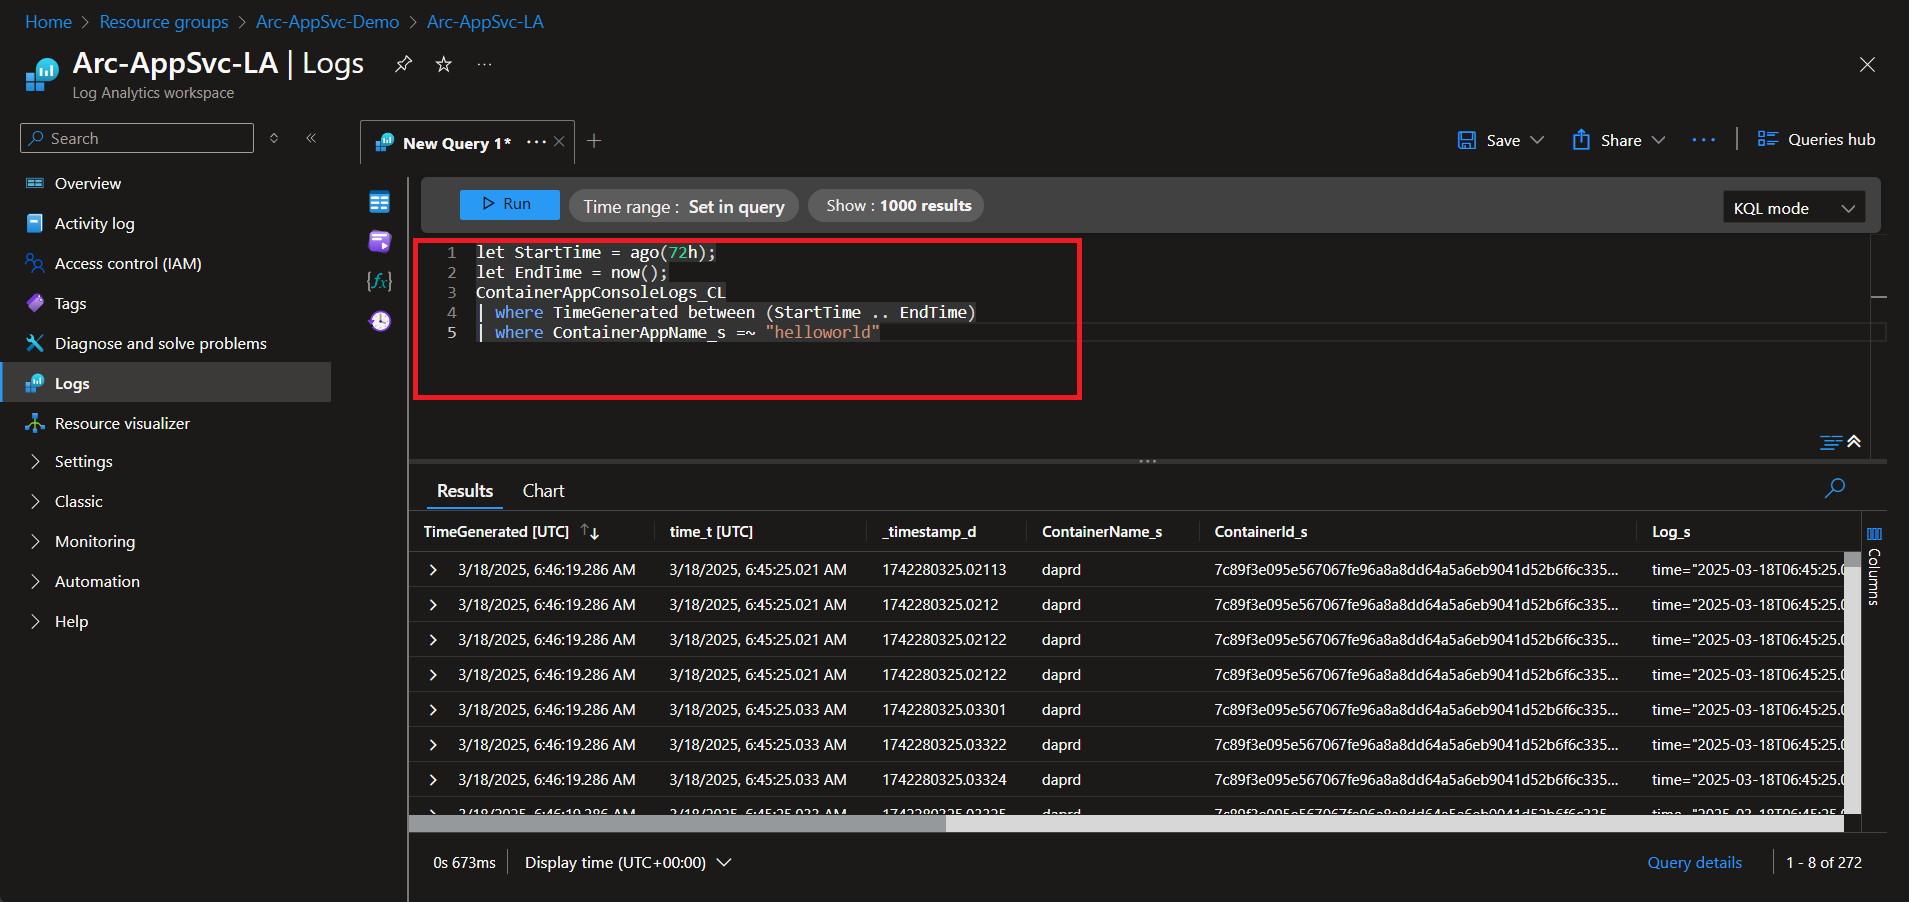 Home > Resource groups > Arc-AppSvc-Demo > Arc-AppSvc-LA
Arc-AppSvc-LA | Logs
Log Analytics workspace
Search
Overview
Activity log
Access control (IAM)
Tags
Diagnose and solve problems
Logs
Resource visualizer
Settings
Classic
Monitoring
Automation
Help
New Query 1*
Save
Share
Queries hub
Run
Time range : Set in query
Show : 1000 results
KQL mode
1 let StartTime = ago(72h);
2 let EndTime = now();
3 ContainerAppConsoleLogs_CL
4 | where TimeGenerated between (StartTime .. EndTime)
5 | where ContainerAppName_s =~ "helloworld"
Results Chart
TimeGenerated [UTC] time_t [UTC] _timestamp_d ContainerName_s ContainerId_s Log_s
3/18/2025, 6:46:19.286 AM 3/18/2025, 6:45:25.021 AM 1742280325.02113 daprd 7c89f3e095e567067fe96a8a8dd64a5a6eb9041d52b6f6c335... time="2025-03-18T06:45:25.0
3/18/2025, 6:46:19.286 AM 3/18/2025, 6:45:25.021 AM 1742280325.0212 daprd 7c89f3e095e567067fe96a8a8dd64a5a6eb9041d52b6f6c335... time="2025-03-18T06:45:25.0
3/18/2025, 6:46:19.286 AM 3/18/2025, 6:45:25.021 AM 1742280325.02122 daprd 7c89f3e095e567067fe96a8a8dd64a5a6eb9041d52b6f6c335... time="2025-03-18T06:45:25.0
3/18/2025, 6:46:19.286 AM 3/18/2025, 6:45:25.021 AM 1742280325.02122 daprd 7c89f3e095e567067fe96a8a8dd64a5a6eb9041d52b6f6c335... time="2025-03-18T06:45:25.0
3/18/2025, 6:46:19.286 AM 3/18/2025, 6:45:25.033 AM 1742280325.03301 daprd 7c89f3e095e567067fe96a8a8dd64a5a6eb9041d52b6f6c335... time="2025-03-18T06:45:25.0
3/18/2025, 6:46:19.286 AM 3/18/2025, 6:45:25.033 AM 1742280325.03322 daprd 7c89f3e095e567067fe96a8a8dd64a5a6eb9041d52b6f6c335... time="2025-03-18T06:45:25.0
3/18/2025, 6:46:19.286 AM 3/18/2025, 6:45:25.033 AM 1742280325.03324 daprd 7c89f3e095e567067fe96a8a8dd64a5a6eb9041d52b6f6c335... time="2025-03-18T06:45:25.0
Columns
0s 673ms Display time (UTC+00:00) Query details 1 - 8 of 272